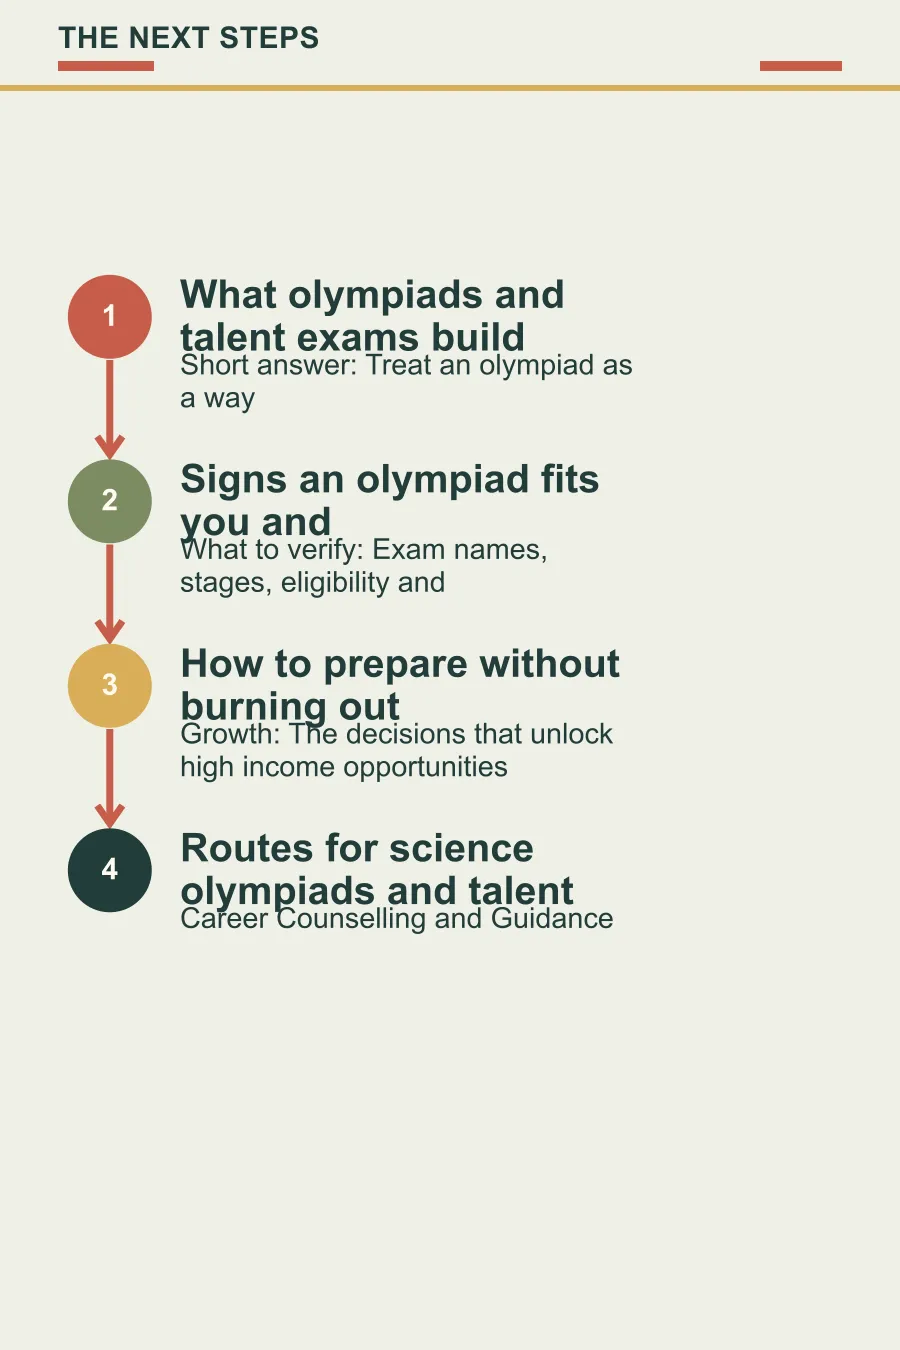 THE NEXT STEPS
1
What olympiads and
talent exams build
Short answer: Treat an olympiad as
a way
2
Signs an olympiad fits
you and
What to verify: Exam names,
stages, eligibility and
3
How to prepare without
burning out
Growth: The decisions that unlock
high income opportunities
4
Routes for science
olympiads and talent
Career Counselling and Guidance